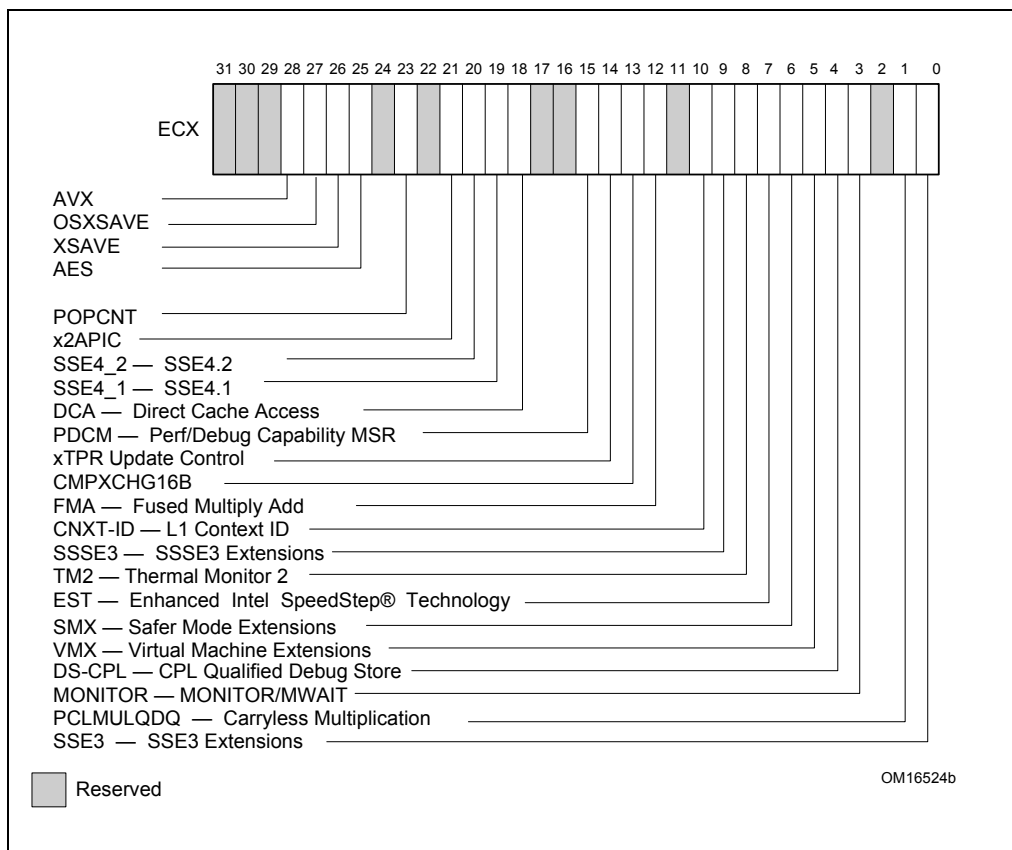 31 30 29 28 27 26 25 24 23 22 21 20 19 18 17 16 15 14 13 12 11 10 9 8 7 6 5 4 3 2 1 0
ECX
AVX
OSXSAVE
XSAVE
AES
POPCNT
x2APIC
SSE4_2 — SSE4.2
SSE4_1 — SSE4.1
DCA — Direct Cache Access
PDCM — Perf/Debug Capability MSR
xTPR Update Control
CMPXCHG16B
FMA — Fused Multiply Add
CNXT-ID — L1 Context ID
SSSE3 — SSSE3 Extensions
TM2 — Thermal Monitor 2
EST — Enhanced Intel SpeedStep® Technology
SMX — Safer Mode Extensions
VMX — Virtual Machine Extensions
DS-CPL — CPL Qualified Debug Store
MONITOR — MONITOR/MWAIT
PCLMULQDQ — Carryless Multiplication
SSE3 — SSE3 Extensions
OM16524b
Reserved